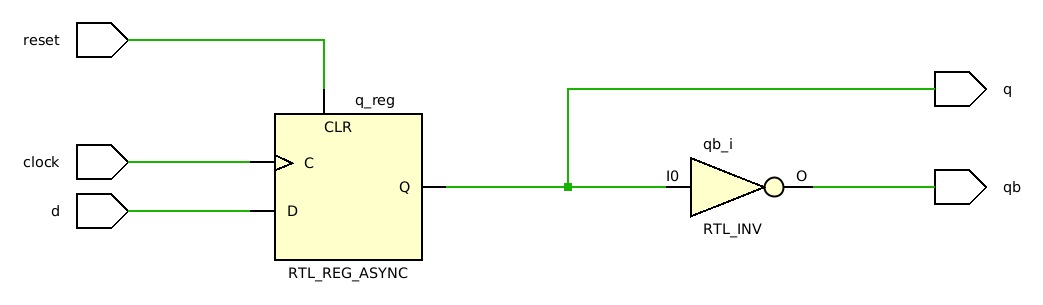 reset
q_reg
CLR
q
clock
C
qb_i
I0
O
Q
qb
d
D
RTL_INV
RTL_REG_ASYNC